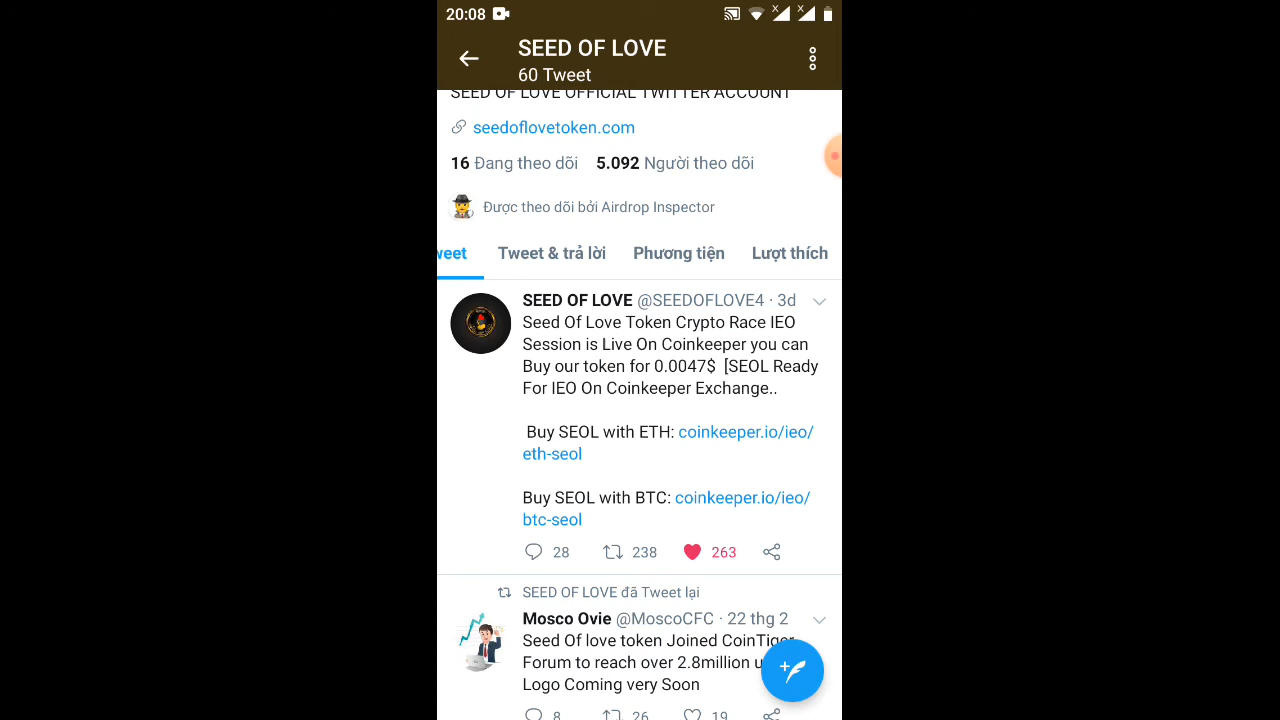 20:08
SEED OF LOVE
60 Tweet
SEED OF LOVE OFFICIAL TWITTER ACCOUNT
seedoflovetoken.com
16 Đang theo dõi 5.092 Người theo dõi
Được theo dõi bởi Airdrop Inspector
weet Tweet & trả lời Phương tiện Lượt thích
SEED OF LOVE @SEEDOFLOVE4 · 3d
Seed Of Love Token Crypto Race IEO
Session is Live On Coinkeeper you can
Buy our token for 0.0047$ [SEOL Ready
For IEO On Coinkeeper Exchange..
Buy SEOL with ETH: coinkeeper.io/ieo/
eth-seol
Buy SEOL with BTC: coinkeeper.io/ieo/
btc-seol
28 238 263
SEED OF LOVE đã Tweet lại
Mosco Ovie @MoscoCFC · 22 thg 2
Seed Of love token Joined CoinTiger
Forum to reach over 2.8million u
Logo Coming very Soon
8 26 19